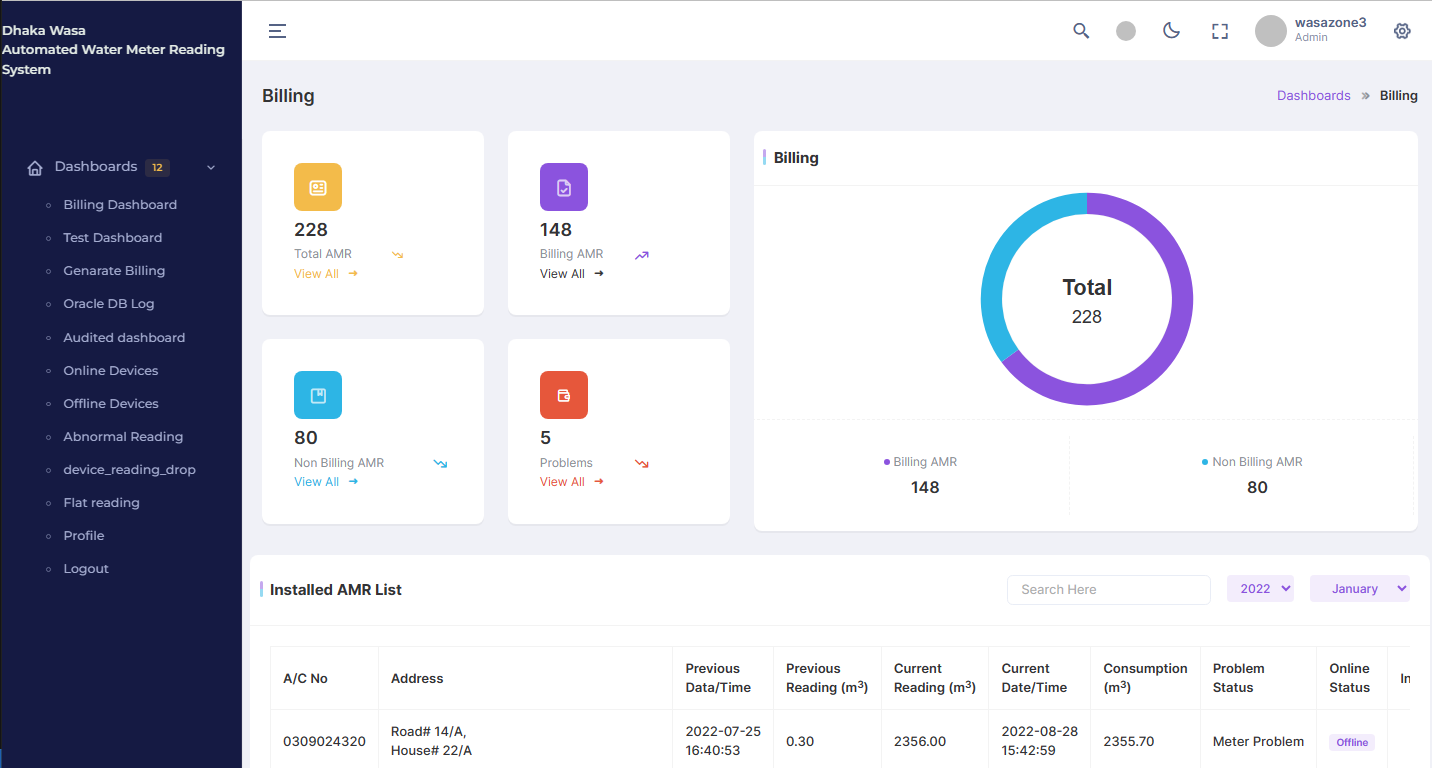 Dhaka Wasa
Automated Water Meter Reading
System
Dashboards 12
Billing Dashboard
Test Dashboard
Genarate Billing
Oracle DB Log
Audited dashboard
Online Devices
Offline Devices
Abnormal Reading
device_reading_drop
Flat reading
Profile
Logout
wasazone3
Admin
Billing
Dashboards » Billing
228
Total AMR
View All →
148
Billing AMR
View All →
80
Non Billing AMR
View All →
5
Problems
View All →
Billing
Total
228
Billing AMR
148
Non Billing AMR
80
Installed AMR List
Search Here
2022
January
A/C No
Address
Previous
Data/Time
Previous
Reading (m³)
Current
Reading (m³)
Current
Date/Time
Consumption
(m³)
Problem
Status
Online
Status
In
0309024320
Road# 14/A,
House# 22/A
2022-07-25
16:40:53
0.30
2356.00
2022-08-28
15:42:59
2355.70
Meter Problem
Offline